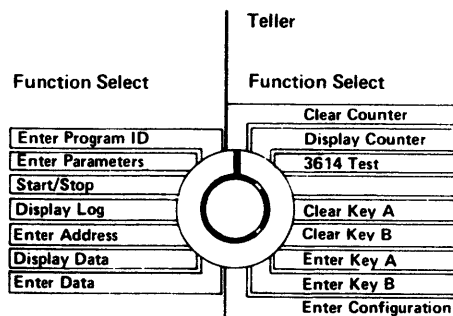 Teller
Function Select
Function Select
Clear Counter
Enter Program ID
Display Counter
Enter Parameters
3614 Test
Start/Stop
Display Log
Clear Key A
Enter Address
Clear Key B
Display Data
Enter Key A
Enter Data
Enter Key B
Enter Configuration